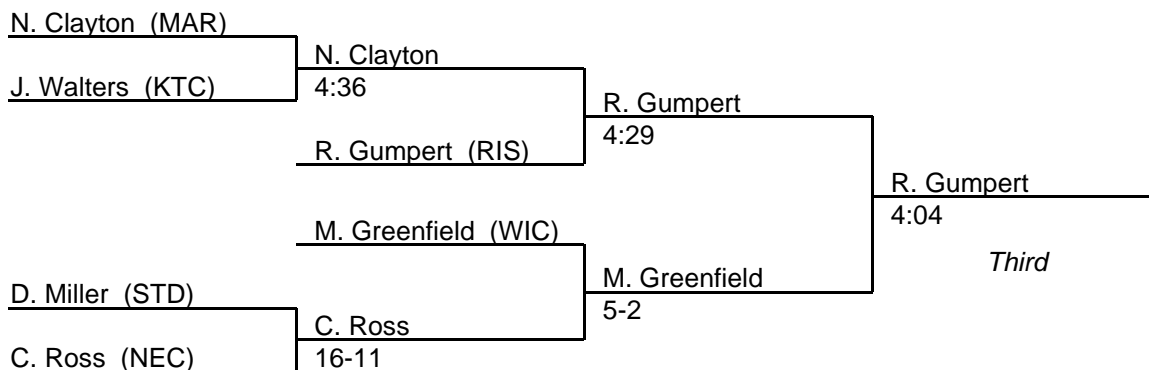 N. Clayton (MAR)
N. Clayton
J. Walters (KTC)
4:36
R. Gumpert
4:29
R. Gumpert (RIS)
R. Gumpert
4:04
M. Greenfield (WIC)
Third
M. Greenfield
D. Miller (STD)
5-2
C. Ross
C. Ross (NEC)
16-11